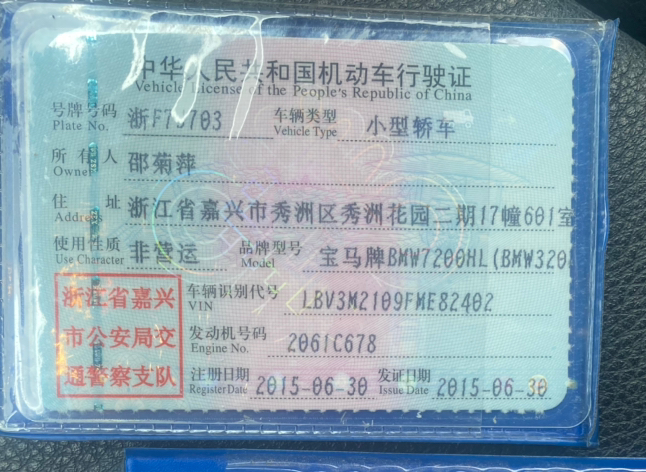 中华人民共和国机动车行驶证
Vehicle License of the People's Republic of China
号牌号码 浙F7 703 车辆类型 小型轿车
Plate No. Vehicle Type
所有人 邵菊萍
Owner
住址 浙江省嘉兴市秀洲区秀洲花园二期17幢601室
Address
使用性质 非营运 品牌型号 宝马牌BMW7200HL(BMW320
Use Character Model
浙江省嘉兴 车辆识别代号 LBV3M2109FME82402
VIN
市公安局交 发动机号码 2061C678
Engine No.
通警察支队 注册日期 2015-06-30 发证日期 2015-06-30
Register Date Issue Date